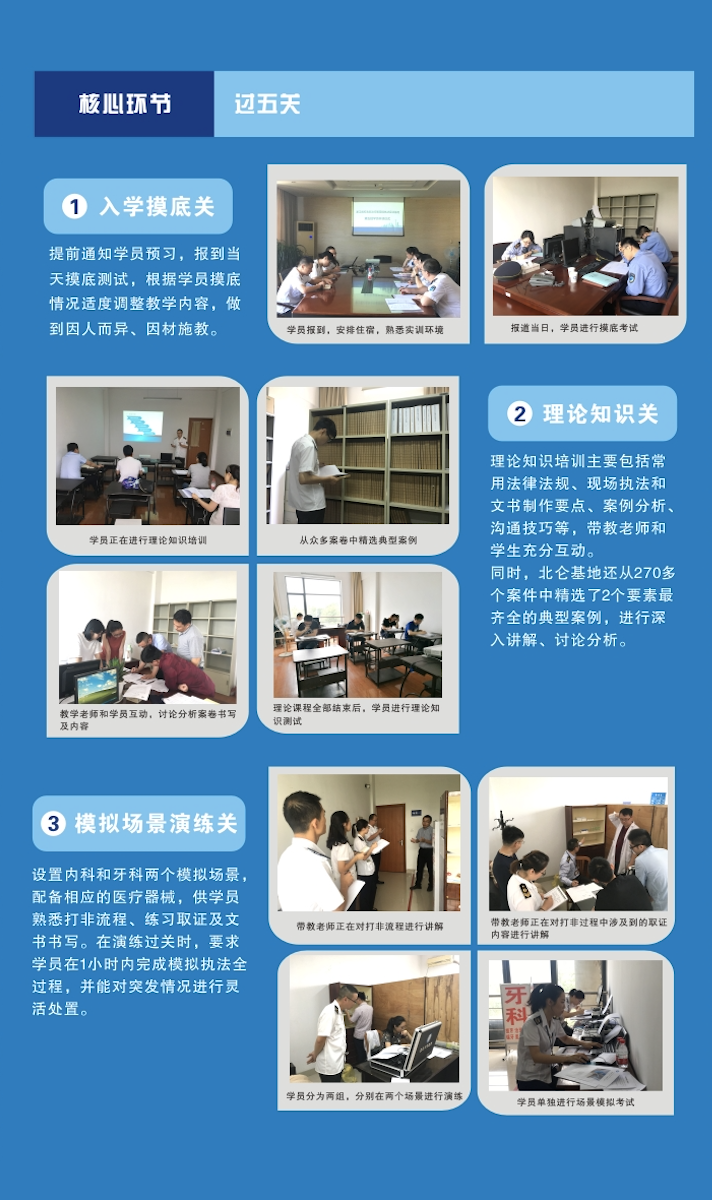 核心环节
过五关
1 入学摸底关
提前通知学员预习，报到当
天摸底测试，根据学员摸底
情况适度调整教学内容，做
到因人而异、因材施教。
学员报到，安排住宿，熟悉实训环境
报道当日，学员进行摸底考试
学员正在进行理论知识培训
从众多案卷中精选典型案例
2 理论知识关
理论知识培训主要包括常
用法律法规、现场执法和
文书制作要点、案例分析、
沟通技巧等，带教老师和
学生充分互动。
同时，北仑基地还从270多
个案件中精选了2个要素最
齐全的典型案例，进行深
入讲解、讨论分析。
教学老师和学员互动，讨论分析案卷书写
及内容
理论课程全部结束后，学员进行理论知
识测试
3 模拟场景演练关
设置内科和牙科两个模拟场景，
配备相应的医疗器械，供学员
熟悉打非流程、练习取证及文
书书写。在演练过关时，要求
学员在1小时内完成模拟执法全
过程，并能对突发情况进行灵
活处置。
带教老师正在对打非流程进行讲解
带教老师正在对打非过程中涉及到的取证
内容进行讲解
学员分为两组，分别在两个场景进行演练
牙
科
学员单独进行场景模拟考试